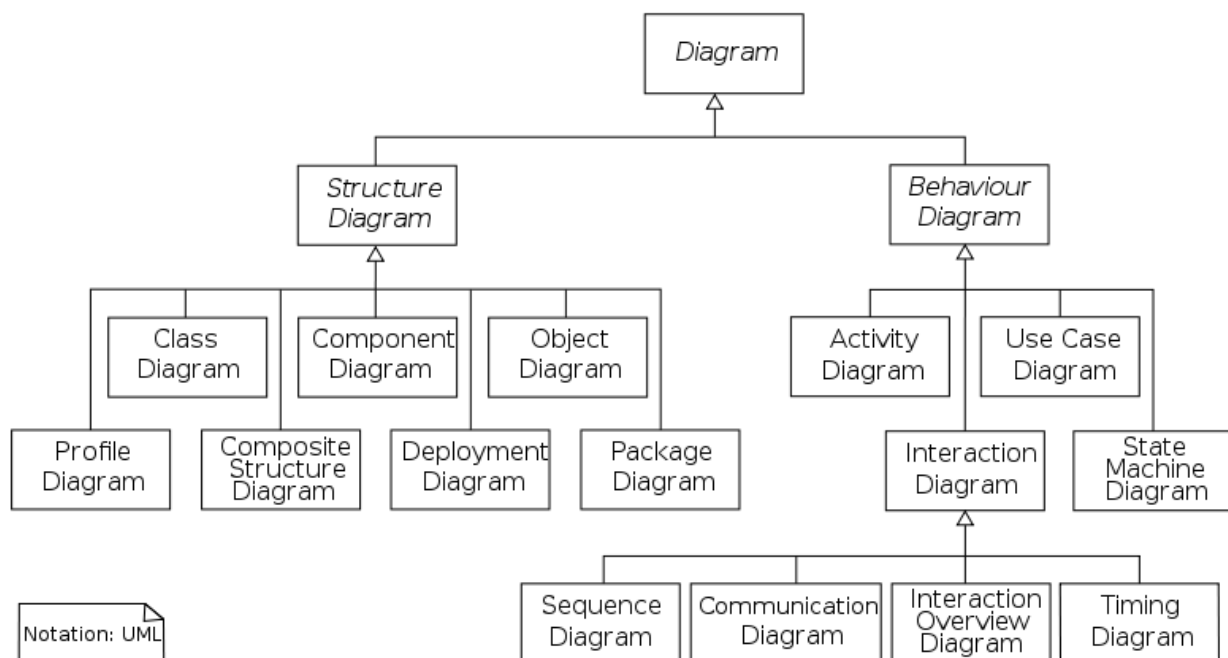 Diagram
Structure
Diagram
Behaviour
Diagram
Class
Diagram
Component
Diagram
Object
Diagram
Activity
Diagram
Use Case
Diagram
Profile
Diagram
Composite
Structure
Diagram
Deployment
Diagram
Package
Diagram
Interaction
Diagram
State
Machine
Diagram
Sequence
Diagram
Communication
Diagram
Interaction
Overview
Diagram
Timing
Diagram
Notation: UML